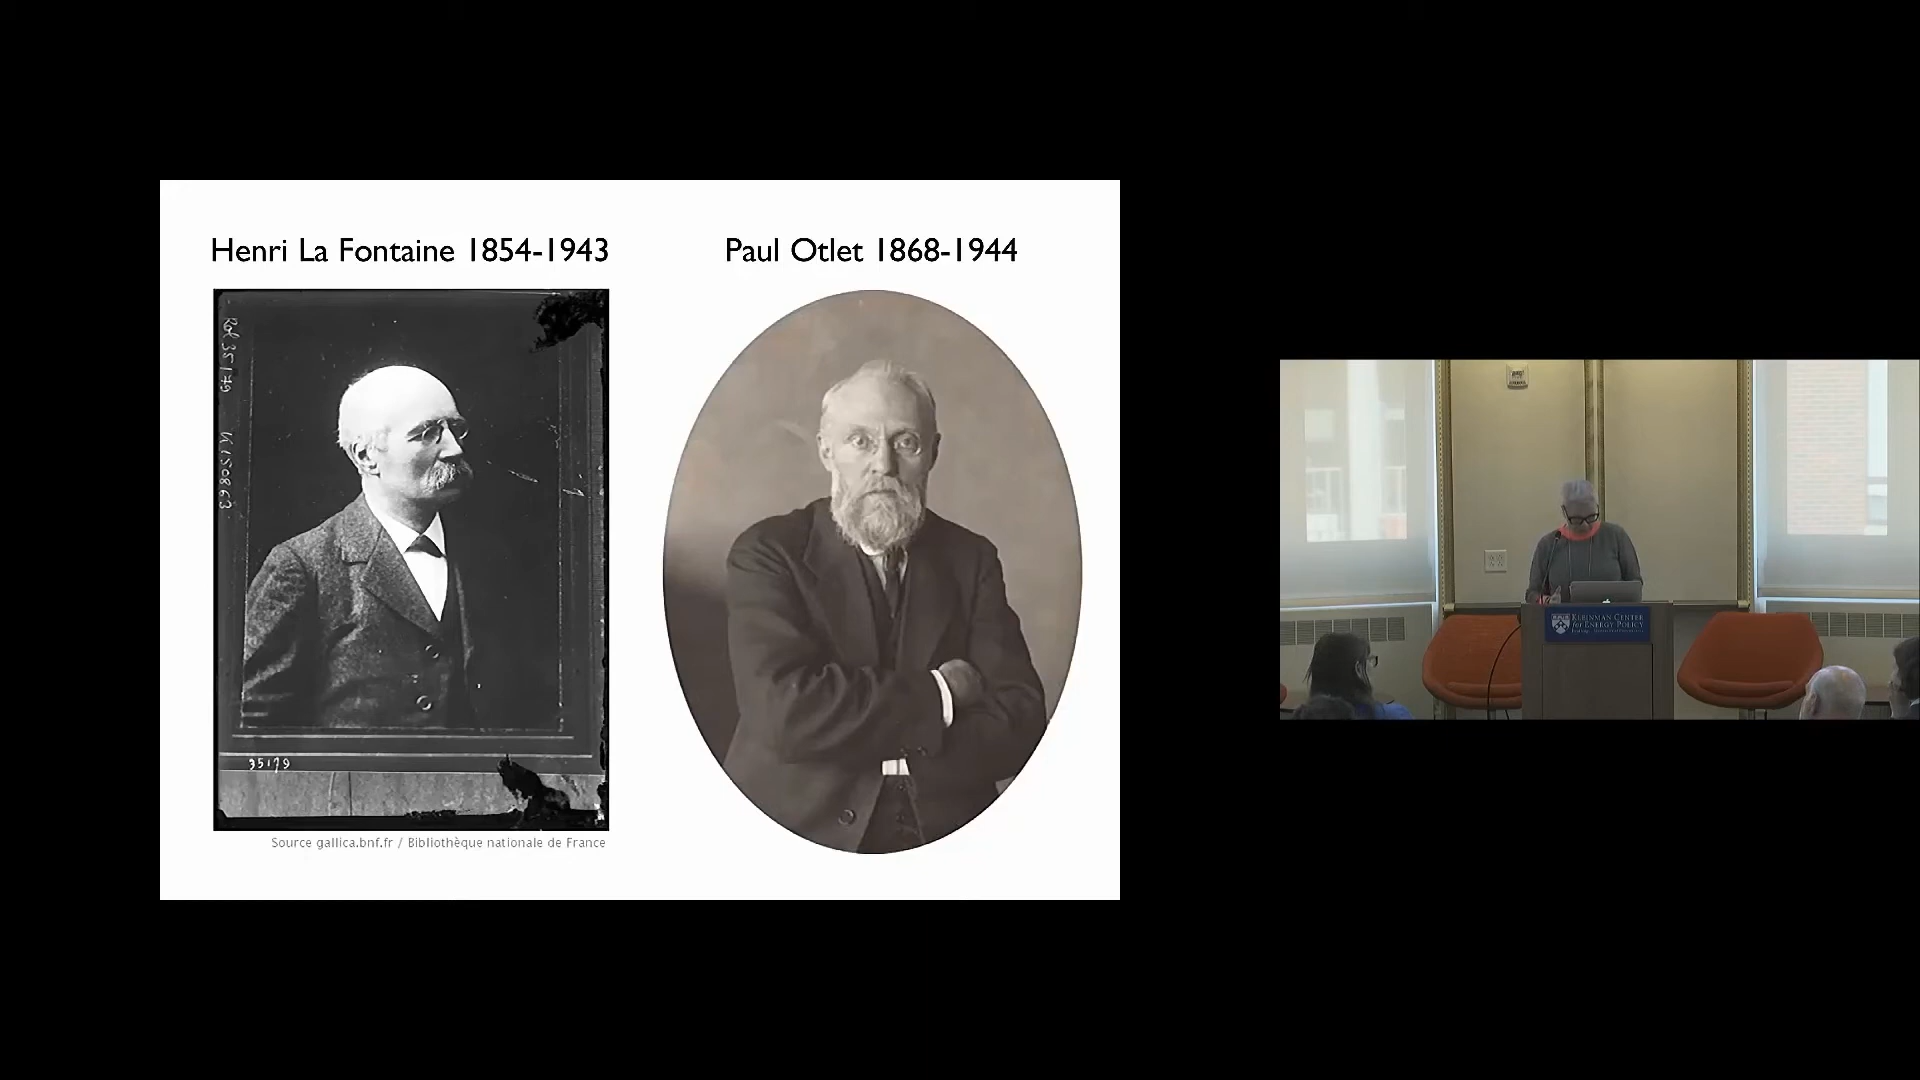 Henri La Fontaine 1854-1943
Paul Otlet 1868-1944
35179
Source gallica.bnf.fr / Bibliothèque nationale de France
KLEINMAN CENTER
for ENERGY POLICY